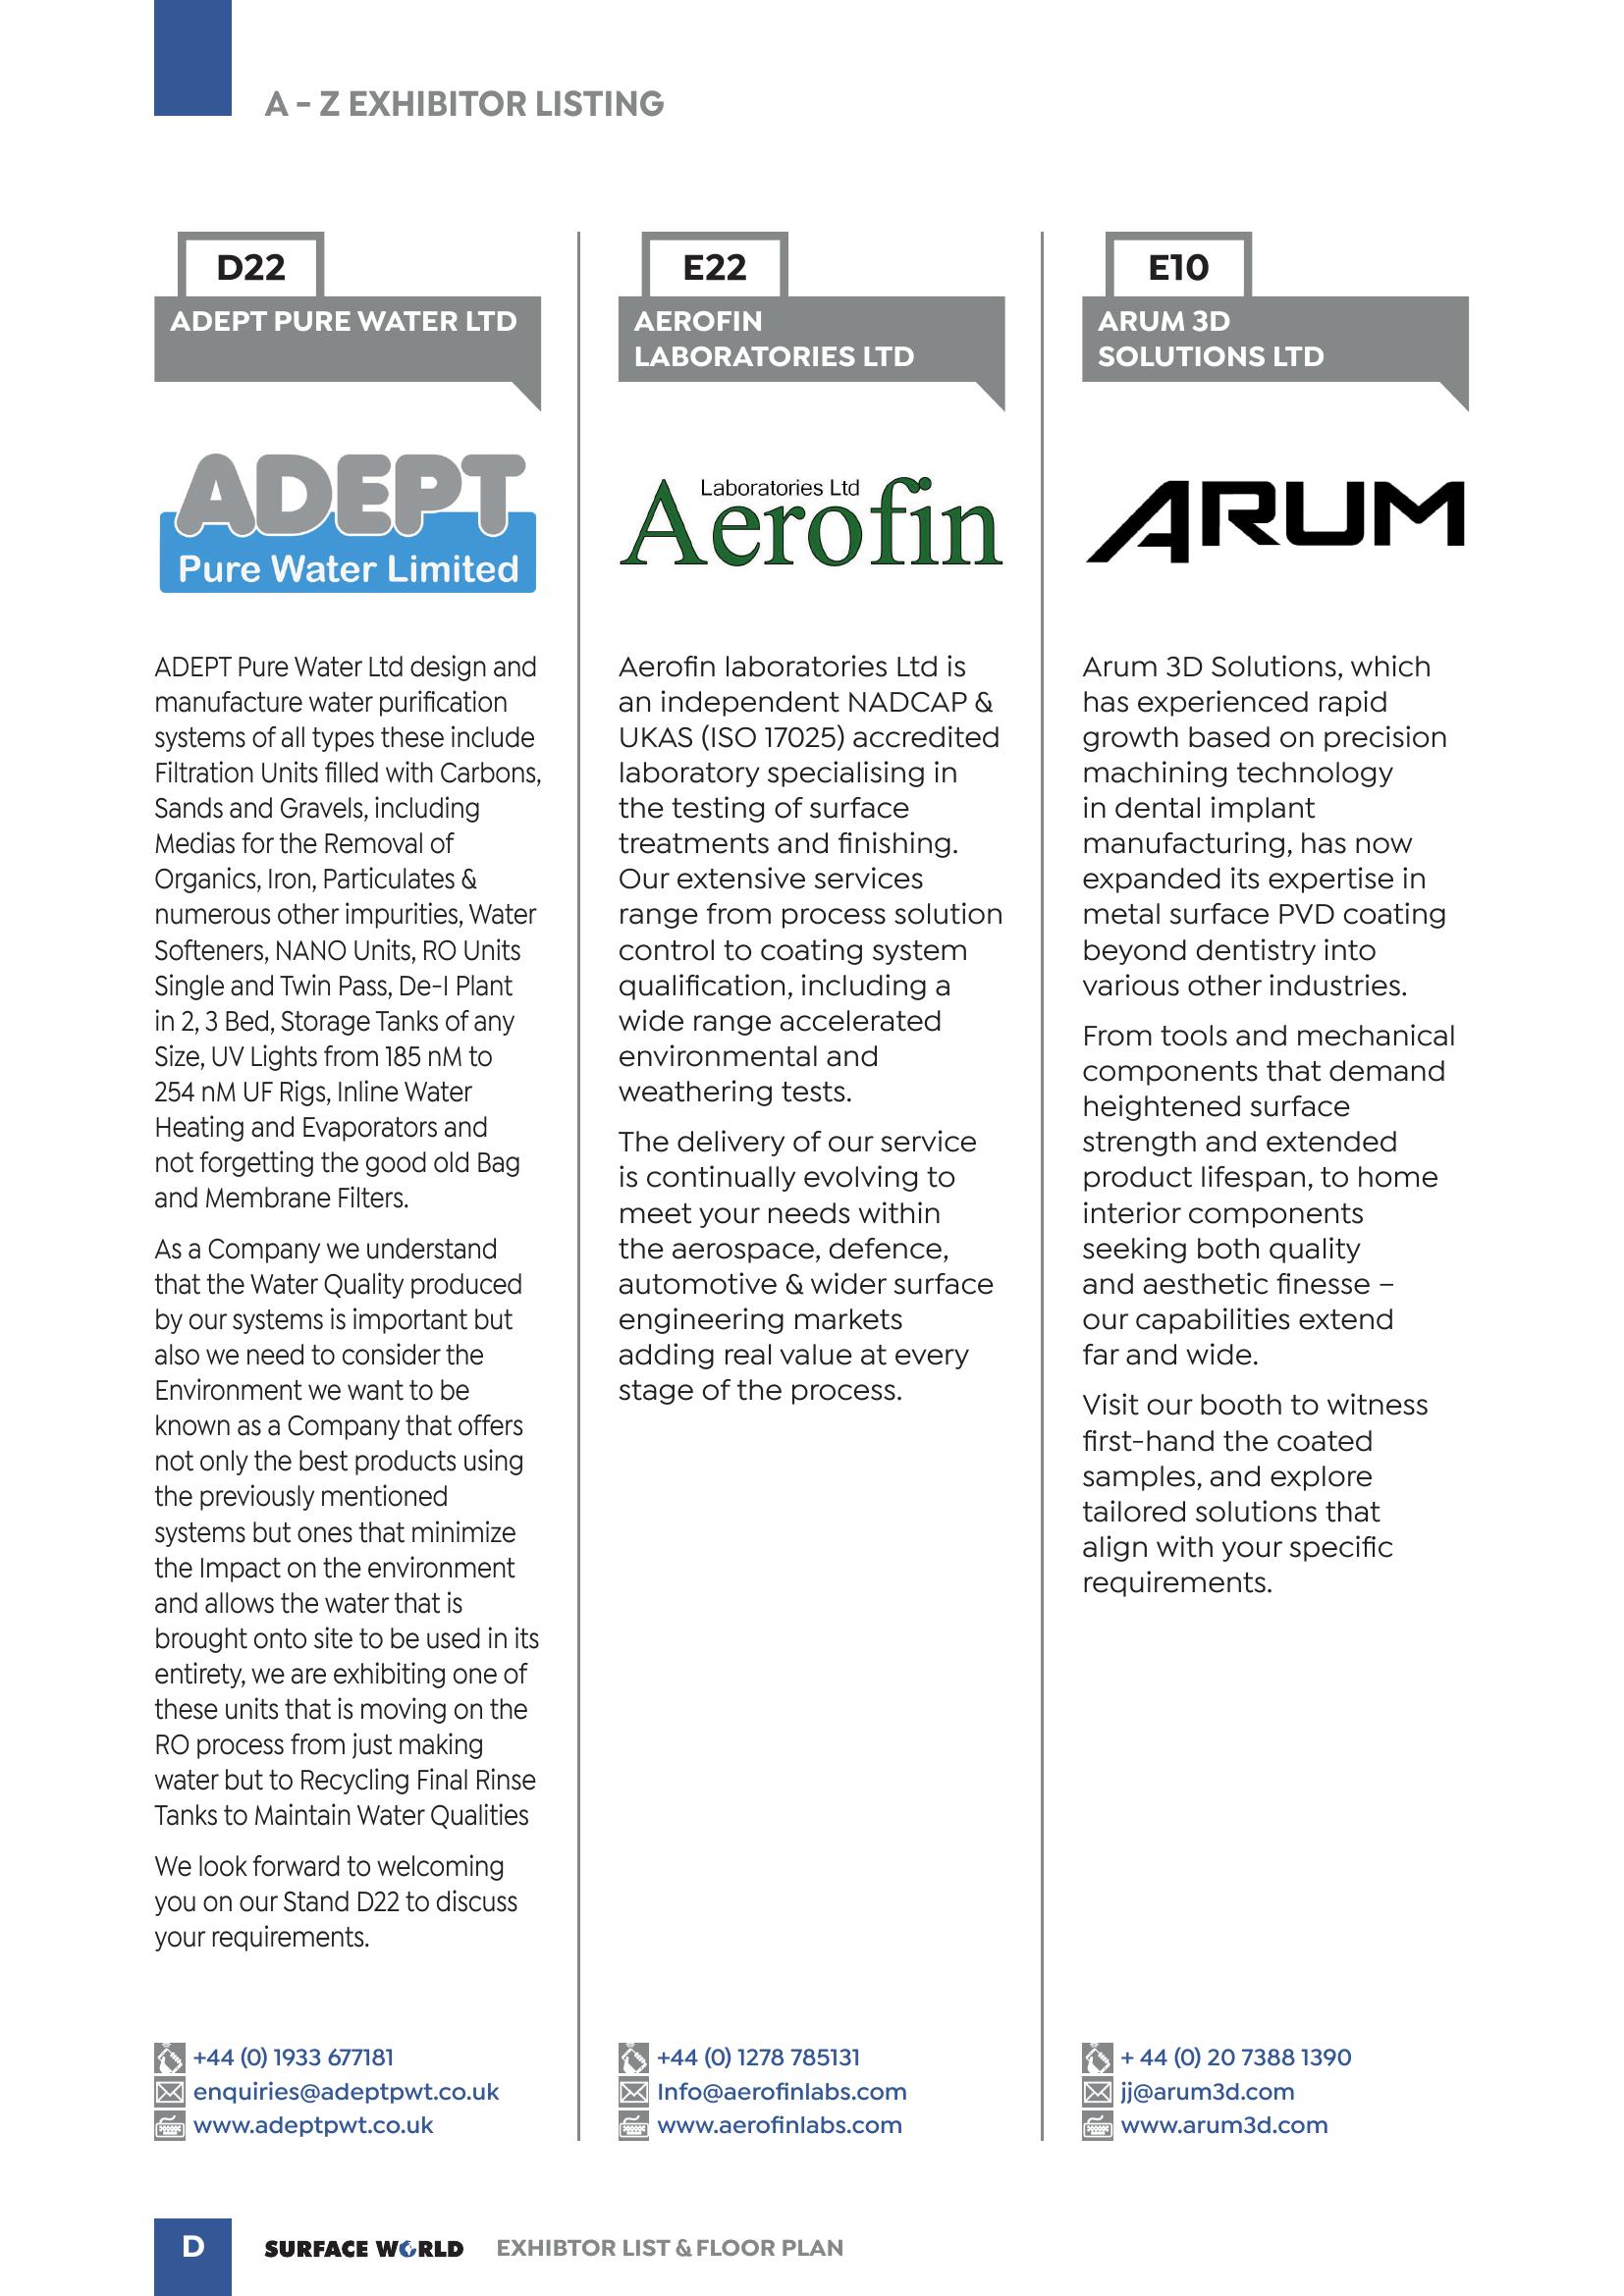 A – Z EXHIBITOR LISTING
D22
ADEPT PURE WATER LTD
ADEPT
Pure Water Limited
ADEPT Pure Water Ltd design and
manufacture water purification
systems of all types these include
Filtration Units filled with Carbons,
Sands and Gravels, including
Medias for the Removal of
Organics, Iron, Particulates &
numerous other impurities, Water
Softeners, NANO Units, RO Units
Single and Twin Pass, De-I Plant
in 2, 3 Bed, Storage Tanks of any
Size, UV Lights from 185 nM to
254 nM UF Rigs, Inline Water
Heating and Evaporators and
not forgetting the good old Bag
and Membrane Filters.
As a Company we understand
that the Water Quality produced
by our systems is important but
also we need to consider the
Environment we want to be
known as a Company that offers
not only the best products using
the previously mentioned
systems but ones that minimize
the Impact on the environment
and allows the water that is
brought onto site to be used in its
entirety, we are exhibiting one of
these units that is moving on the
RO process from just making
water but to Recycling Final Rinse
Tanks to Maintain Water Qualities
We look forward to welcoming
you on our Stand D22 to discuss
your requirements.
+44 (0) 1933 677181
enquiries@adeptpwt.co.uk
www.adeptpwt.co.uk
E22
AEROFIN
LABORATORIES LTD
Laboratories Ltd
Aerofin
Aerofin laboratories Ltd is
an independent NADCAP &
UKAS (ISO 17025) accredited
laboratory specialising in
the testing of surface
treatments and finishing.
Our extensive services
range from process solution
control to coating system
qualification, including a
wide range accelerated
environmental and
weathering tests.
The delivery of our service
is continually evolving to
meet your needs within
the aerospace, defence,
automotive & wider surface
engineering markets
adding real value at every
stage of the process.
+44 (0) 1278 785131
Info@aerofinlabs.com
www.aerofinlabs.com
E10
ARUM 3D
SOLUTIONS LTD
ARUM
Arum 3D Solutions, which
has experienced rapid
growth based on precision
machining technology
in dental implant
manufacturing, has now
expanded its expertise in
metal surface PVD coating
beyond dentistry into
various other industries.
From tools and mechanical
components that demand
heightened surface
strength and extended
product lifespan, to home
interior components
seeking both quality
and aesthetic finesse –
our capabilities extend
far and wide.
Visit our booth to witness
first-hand the coated
samples, and explore
tailored solutions that
align with your specific
requirements.
+ 44 (0) 20 7388 1390
jj@arum3d.com
www.arum3d.com
D
SURFACE WORLD
EXHIBTOR LIST & FLOOR PLAN